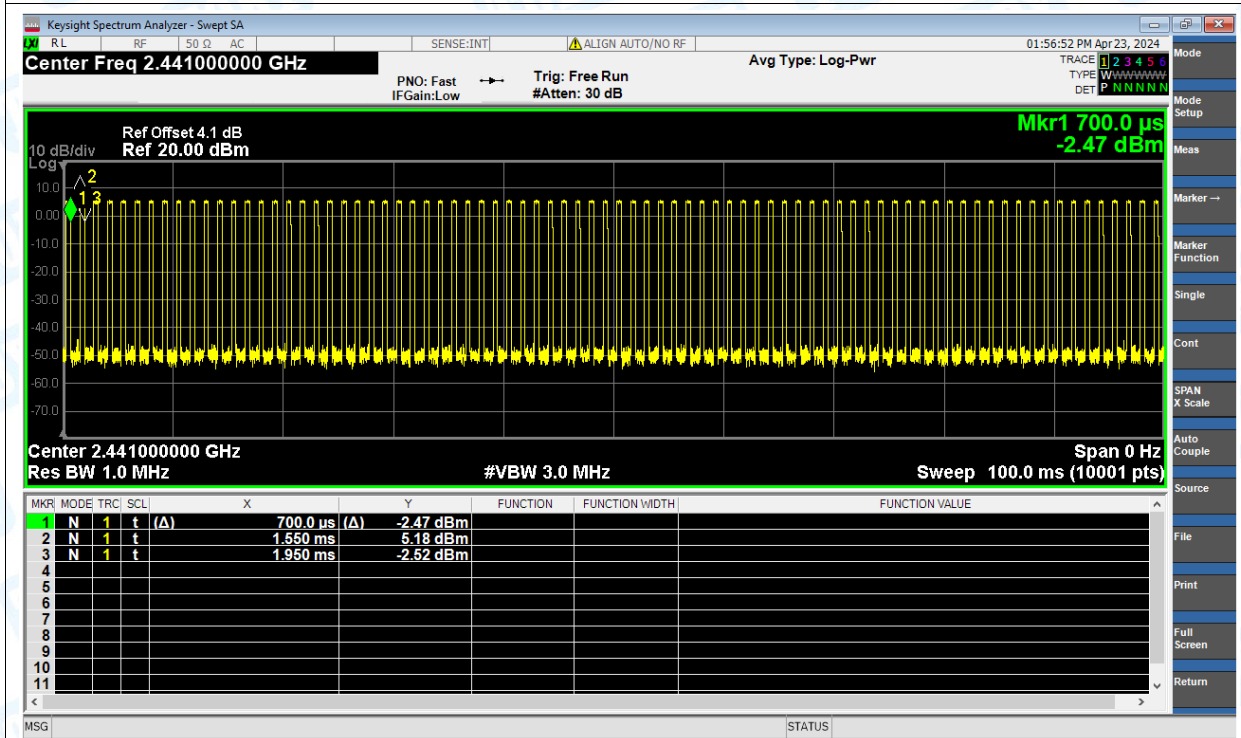 Keysight Spectrum Analyzer - Swept SA
LXI RL RF 50 Ω AC SENSE:INT ALIGN AUTO/NO RF 01:56:52 PM Apr 23, 2024
Center Freq 2.441000000 GHz
PNO: Fast
IFGain:Low
Trig: Free Run
#Atten: 30 dB
Avg Type: Log-Pwr
TRACE 1 2 3 4 5 6
TYPE WWWWWW
DET P N N N N N
Ref Offset 4.1 dB
10 dB/div Ref 20.00 dBm
Log
Mkr1 700.0 µs
-2.47 dBm
10.0
0.00
-10.0
-20.0
-30.0
-40.0
-50.0
-60.0
-70.0
2
1 3
Center 2.441000000 GHz Span 0 Hz
Res BW 1.0 MHz #VBW 3.0 MHz Sweep 100.0 ms (10001 pts)
MKR MODE TRC SCL X Y FUNCTION FUNCTION WIDTH FUNCTION VALUE
1 N 1 t (Δ) 700.0 µs (Δ) -2.47 dBm
2 N 1 t 1.550 ms 5.18 dBm
3 N 1 t 1.950 ms -2.52 dBm
4
5
6
7
8
9
10
11
MSG STATUS
Mode
Mode
Setup
Meas
Marker→
Marker
Function
Single
Cont
SPAN
X Scale
Auto
Couple
Source
File
Print
Full
Screen
Return